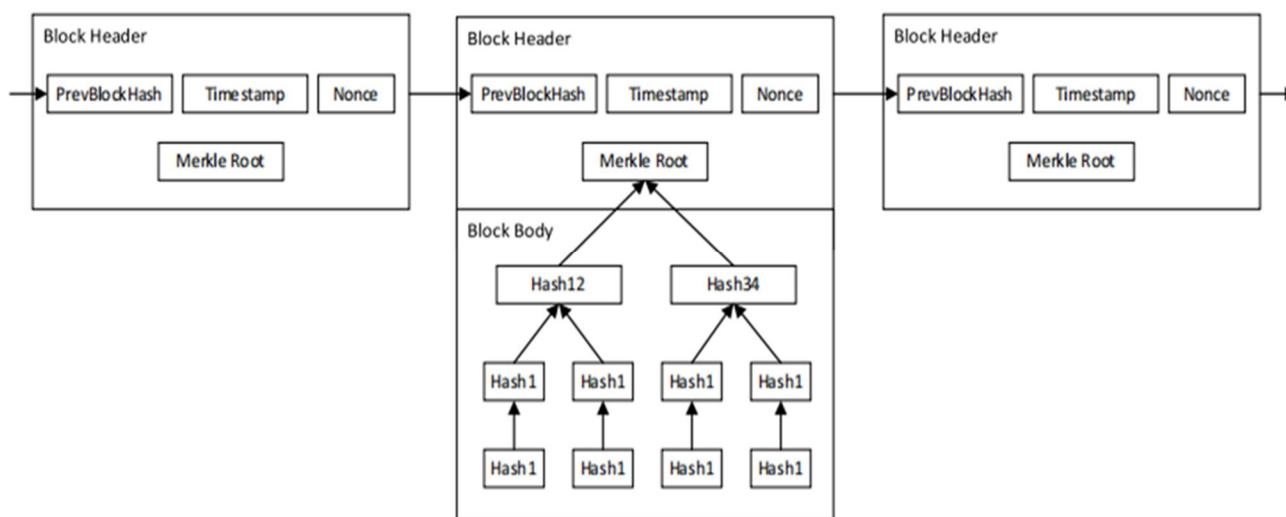 Block Header
PrevBlockHash Timestamp Nonce
Merkle Root
Block Header
PrevBlockHash Timestamp Nonce
Merkle Root
Block Body
Hash12 Hash34
Hash1 Hash1 Hash1 Hash1
Hash1 Hash1 Hash1 Hash1
Block Header
PrevBlockHash Timestamp Nonce
Merkle Root